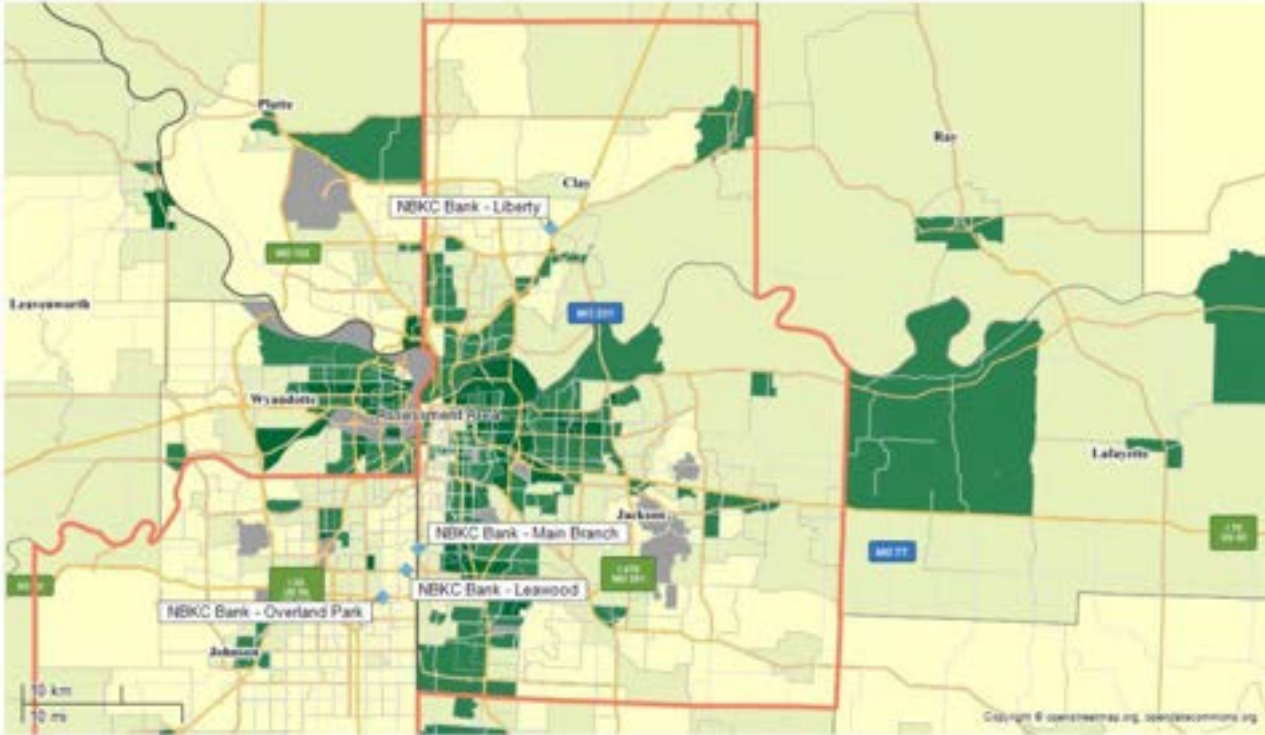 Platte
Ray
Clay
NBKC Bank - Liberty
Leavenworth
MO 291
Wyandotte
Assessment Area
Lafayette
Jackson
NBKC Bank - Main Branch
MO 77
NBKC Bank - Leawood
NBKC Bank - Overland Park
Johnson
10 km
10 mi
Copyright © openstreetmap.org, opendatacommons.org